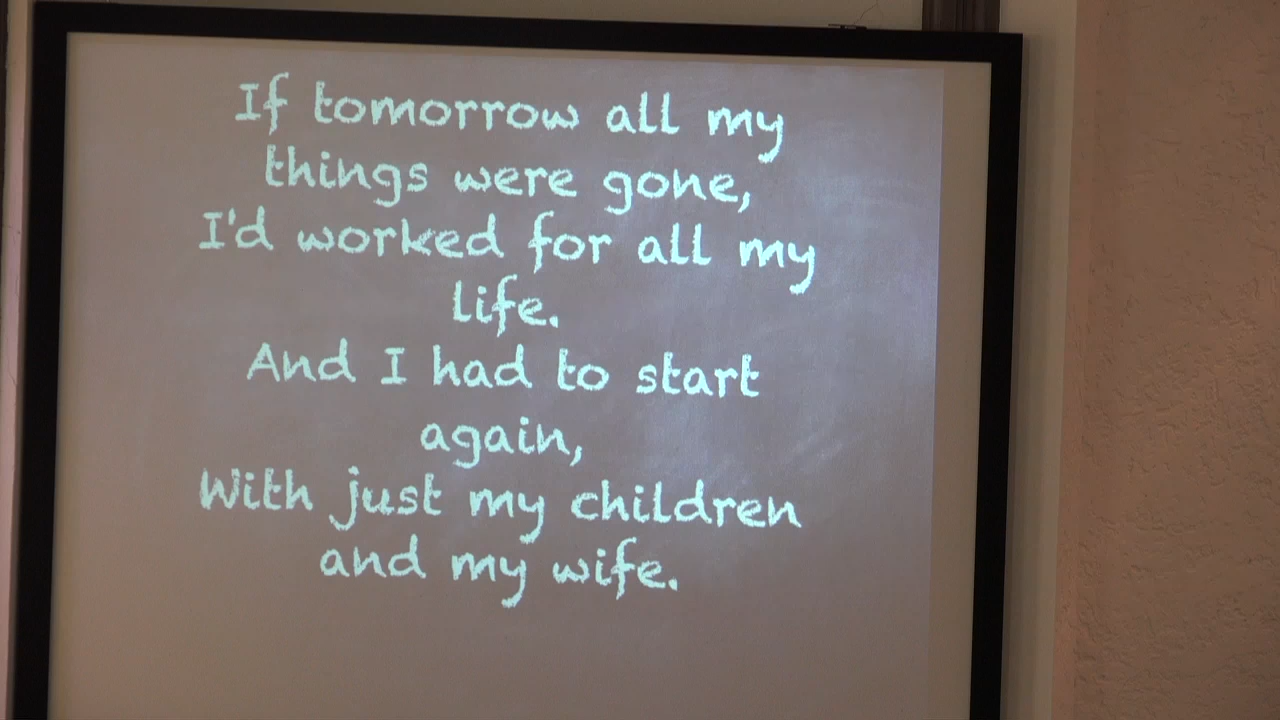 If tomorrow all my
things were gone,
I'd worked for all my
life.
And I had to start
again,
With just my children
and my wife.